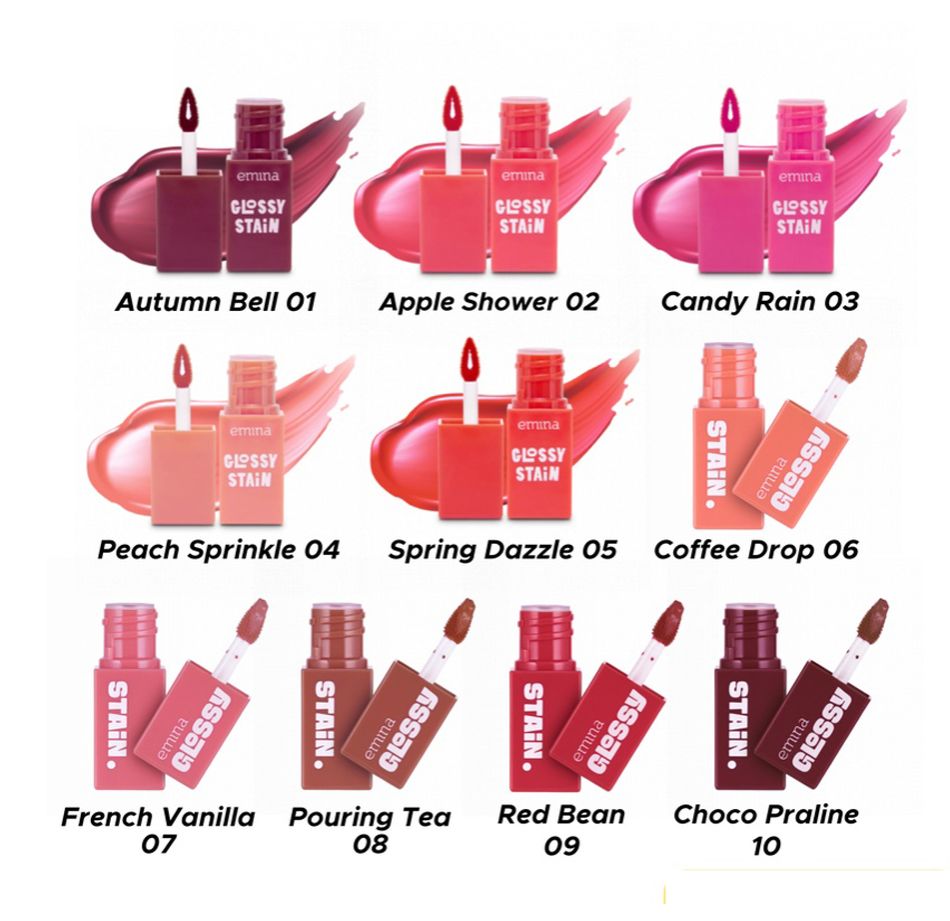 emina
GLOSSY
STAiN
emina
GLOSSY
STAiN
emina
GLOSSY
STAiN
Autumn Bell 01
Apple Shower 02
Candy Rain 03
emina
GLOSSY
STAiN
emina
GLOSSY
STAiN
STAiN.
emina
GLOSSY
Peach Sprinkle 04
Spring Dazzle 05
Coffee Drop 06
STAiN.
emina
GLOSSY
STAiN.
emina
GLOSSY
STAiN.
emina
GLOSSY
STAiN.
emina
GLOSSY
French Vanilla
07
Pouring Tea
08
Red Bean
09
Choco Praline
10